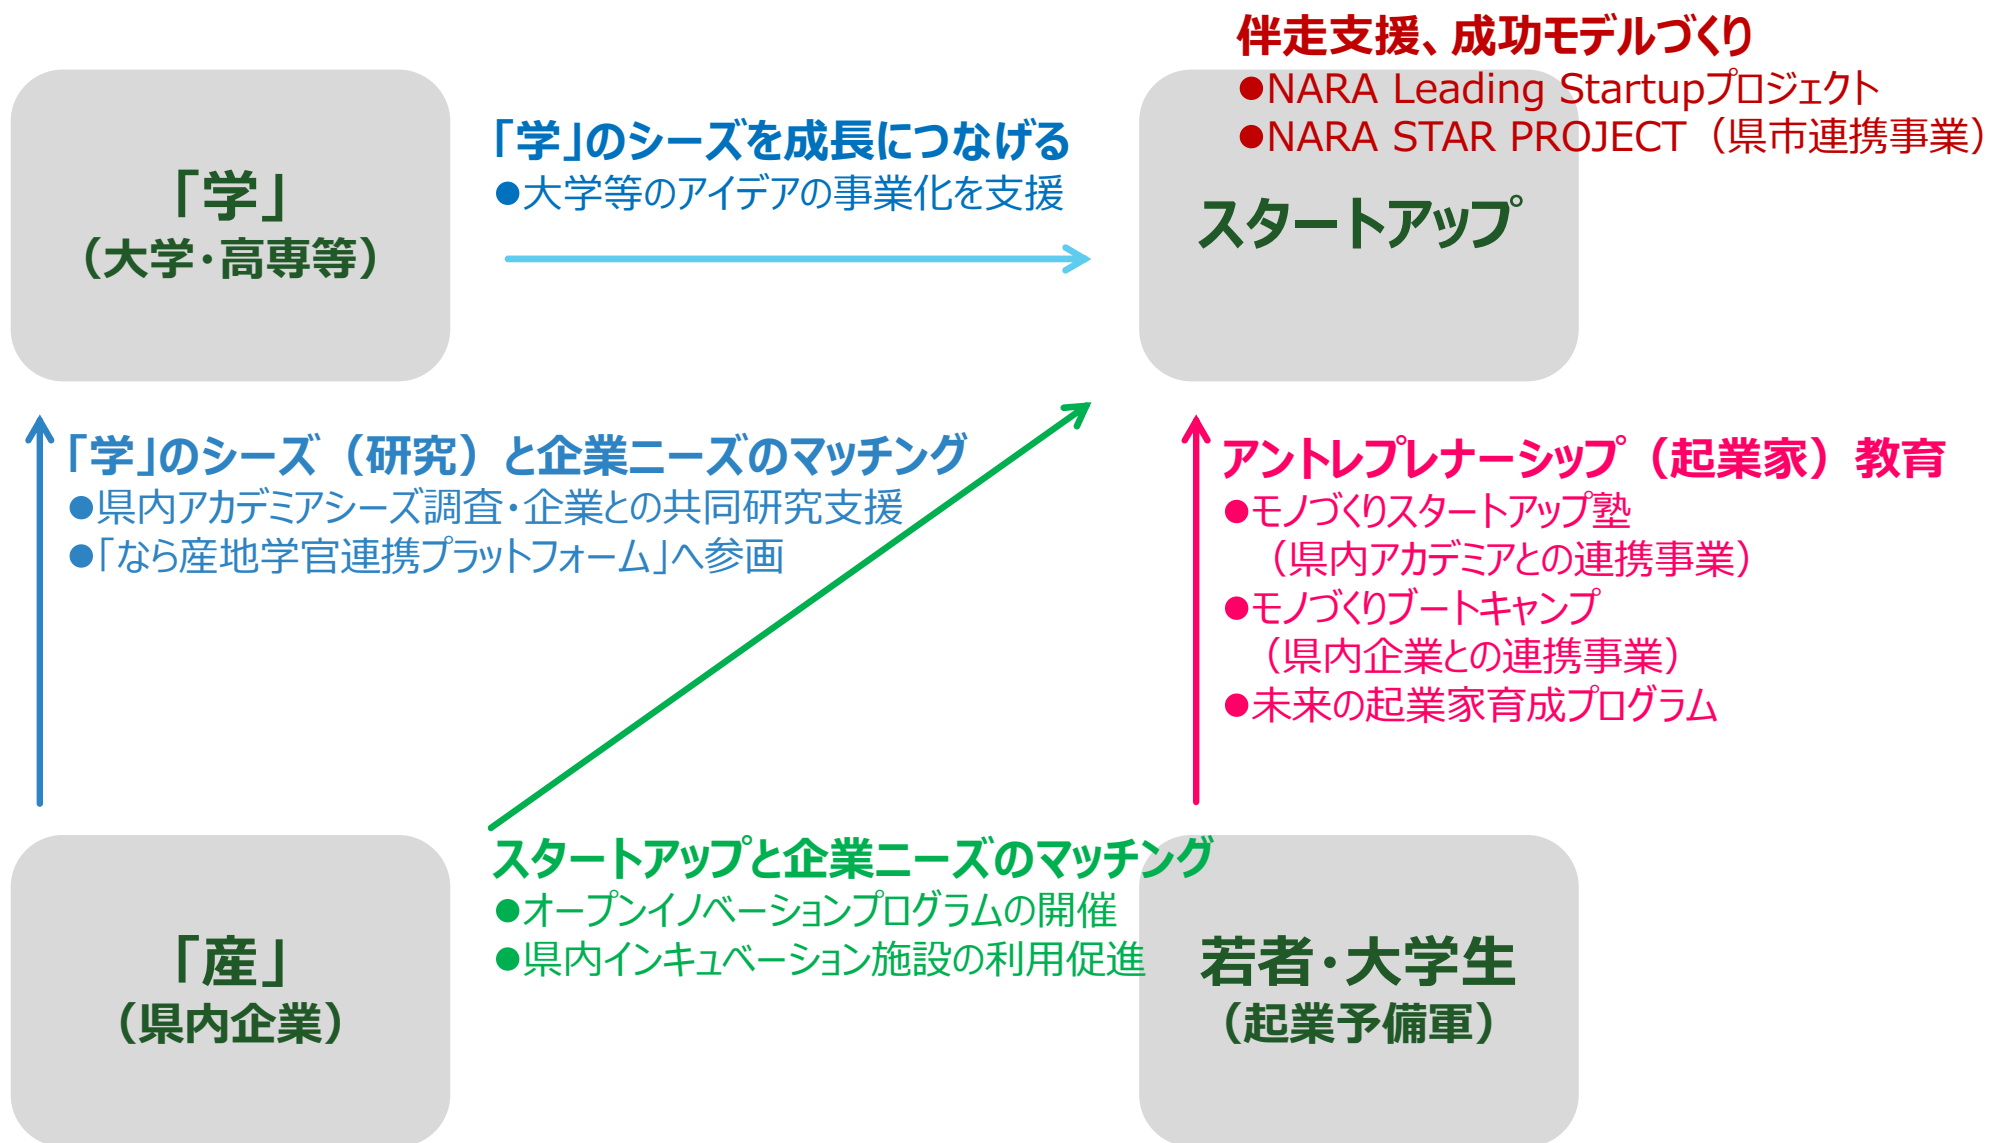 伴走支援、成功モデルづくり
●NARA Leading Startupプロジェクト
●NARA STAR PROJECT（県市連携事業）
「学」
（大学・高専等）
「学」のシーズを成長につなげる
●大学等のアイデアの事業化を支援
スタートアップ
「学」のシーズ（研究）と企業ニーズのマッチング
●県内アカデミアシーズ調査・企業との共同研究支援
●「なら産地学官連携プラットフォーム」へ参画
アントレプレナーシップ（起業家）教育
●モノづくりスタートアップ塾
（県内アカデミアとの連携事業）
●モノづくりブートキャンプ
（県内企業との連携事業）
●未来の起業家育成プログラム
スタートアップと企業ニーズのマッチング
●オープンイノベーションプログラムの開催
●県内インキュベーション施設の利用促進
「産」
（県内企業）
若者・大学生
（起業予備軍）